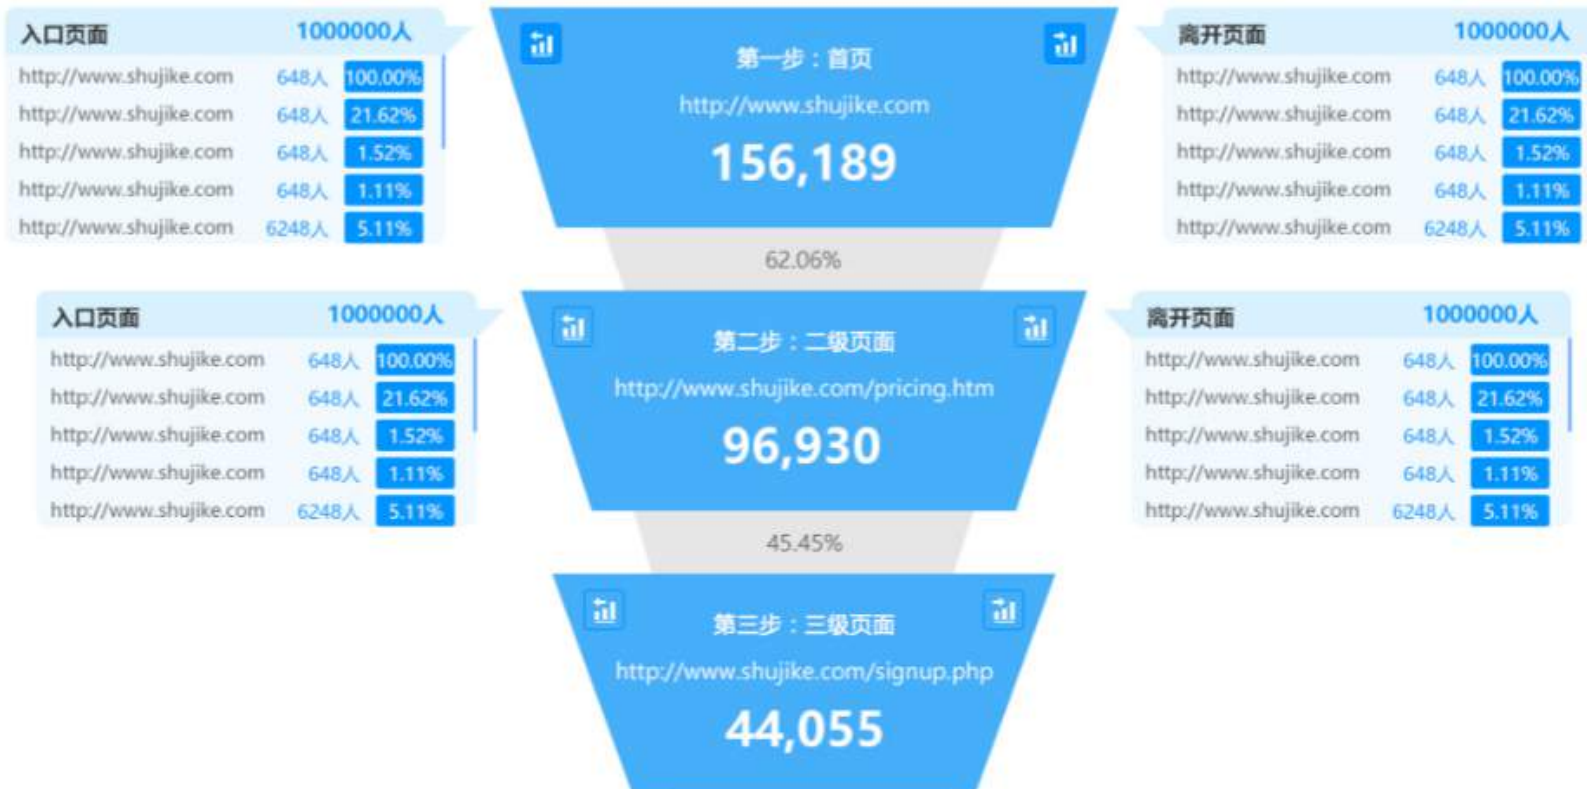 入口页面 1000000人
http://www.shujike.com 648人 100.00%
http://www.shujike.com 648人 21.62%
http://www.shujike.com 648人 1.52%
http://www.shujike.com 648人 1.11%
http://www.shujike.com 6248人 5.11%
第一步：首页
http://www.shujike.com
156,189
离开页面 1000000人
http://www.shujike.com 648人 100.00%
http://www.shujike.com 648人 21.62%
http://www.shujike.com 648人 1.52%
http://www.shujike.com 648人 1.11%
http://www.shujike.com 6248人 5.11%
62.06%
入口页面 1000000人
http://www.shujike.com 648人 100.00%
http://www.shujike.com 648人 21.62%
http://www.shujike.com 648人 1.52%
http://www.shujike.com 648人 1.11%
http://www.shujike.com 6248人 5.11%
第二步：二级页面
http://www.shujike.com/pricing.htm
96,930
离开页面 1000000人
http://www.shujike.com 648人 100.00%
http://www.shujike.com 648人 21.62%
http://www.shujike.com 648人 1.52%
http://www.shujike.com 648人 1.11%
http://www.shujike.com 6248人 5.11%
45.45%
第三步：三级页面
http://www.shujike.com/signup.php
44,055